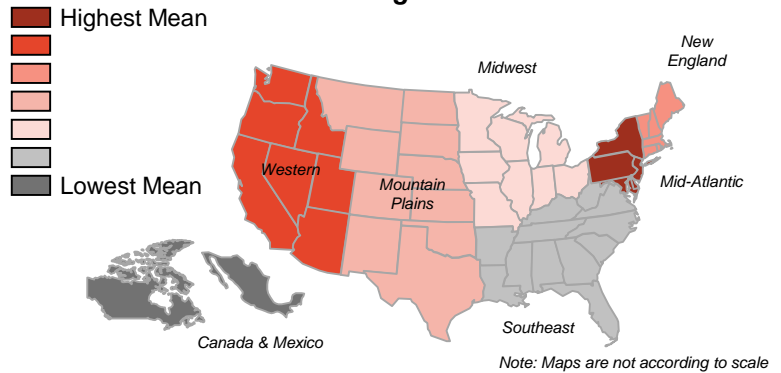 Highest Mean
Lowest Mean
New
England
Midwest
Western
Mountain
Plains
Mid-Atlantic
Southeast
Canada & Mexico
Note: Maps are not according to scale